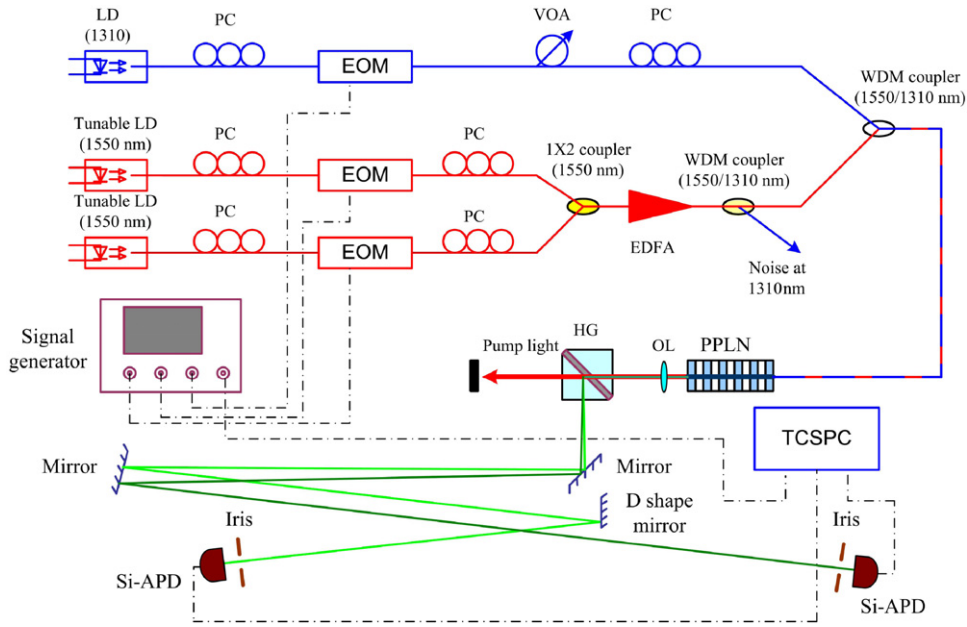 LD
(1310)
PC
EOM
VOA
PC
WDM coupler
(1550/1310 nm)
Tunable LD
(1550 nm)
PC
EOM
PC
1X2 coupler
(1550 nm)
WDM coupler
(1550/1310 nm)
Tunable LD
(1550 nm)
PC
EOM
PC
EDFA
Noise at
1310nm
Signal
generator
Pump light
HG
OL
PPLN
TCSPC
Mirror
Mirror
D shape
mirror
Iris
Si-APD
Iris
Si-APD